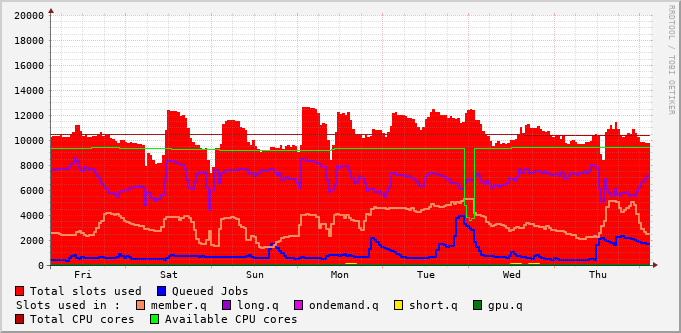 20000
18000
16000
14000
12000
10000
8000
6000
4000
2000
0
Fri Sat Sun Mon Tue Wed Thu
RRDTOOL / TOBI OETIKER
Total slots used Queued Jobs
Slots used in : member.q long.q ondemand.q short.q gpu.q
Total CPU cores Available CPU cores